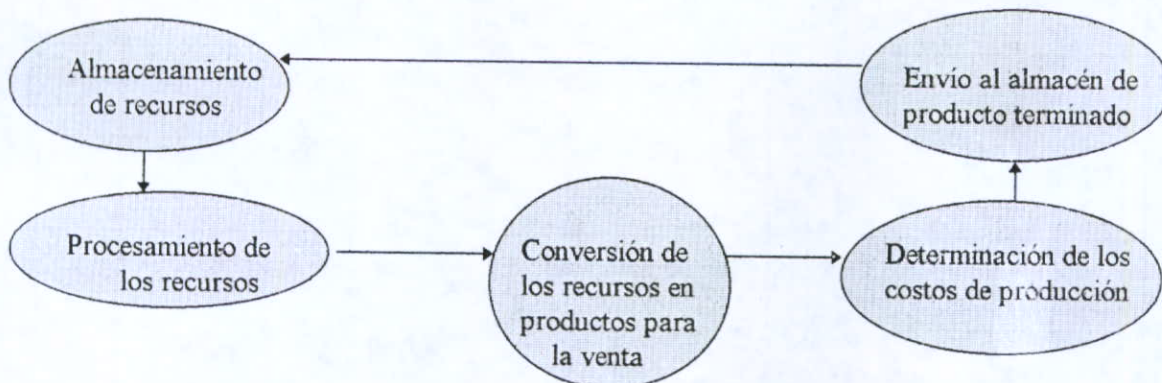 Almacenamiento
de recursos
Envío al almacén de
producto terminado
Procesamiento de
los recursos
Conversión de
los recursos en
productos para
la venta
Determinación de los
costos de producción